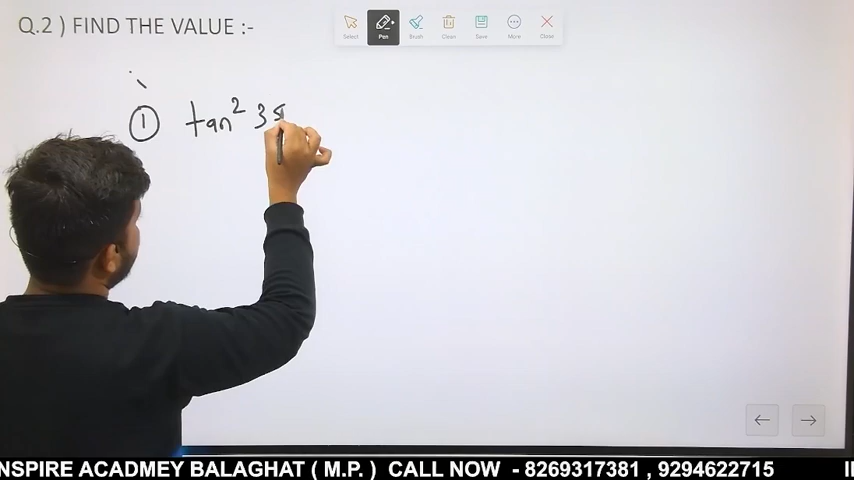 Q.2 ) FIND THE VALUE :-
Select Pen Brush Clean Save More Close
① tan² 35
NSPIRE ACADMEY BALAGHAT ( M.P. ) CALL NOW - 8269317381 , 9294622715